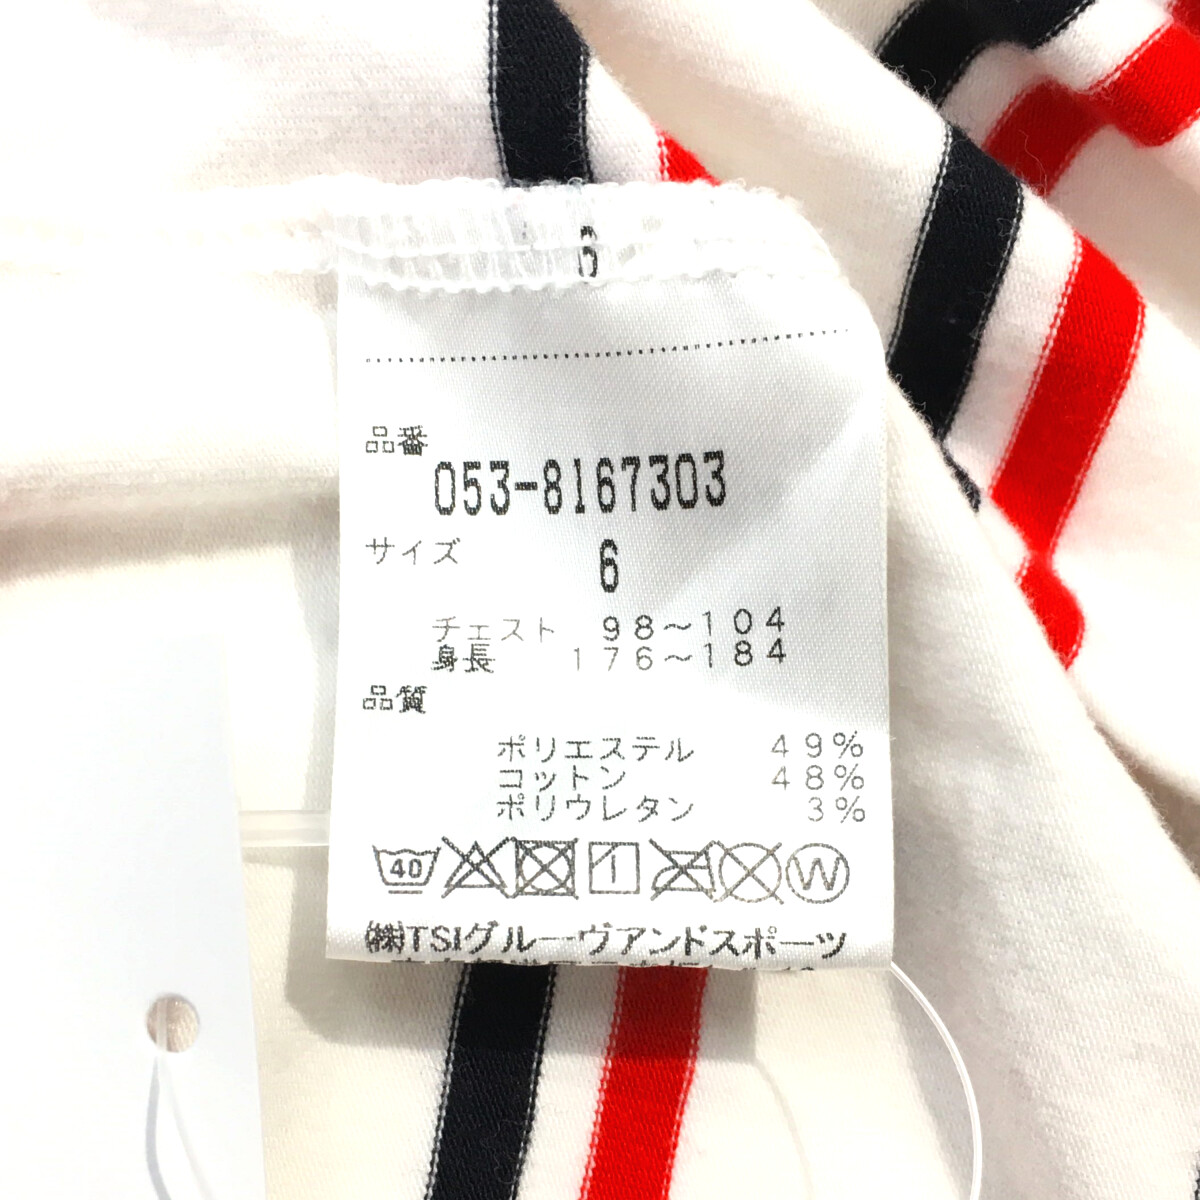 6
品番
053-8167303
サイズ 6
チェスト 98～104
身長 176～184
品質
ポリエステル 49%
コットン 48%
ポリウレタン 3%
40 1 W
㈱TSIグルーヴアンドスポーツ